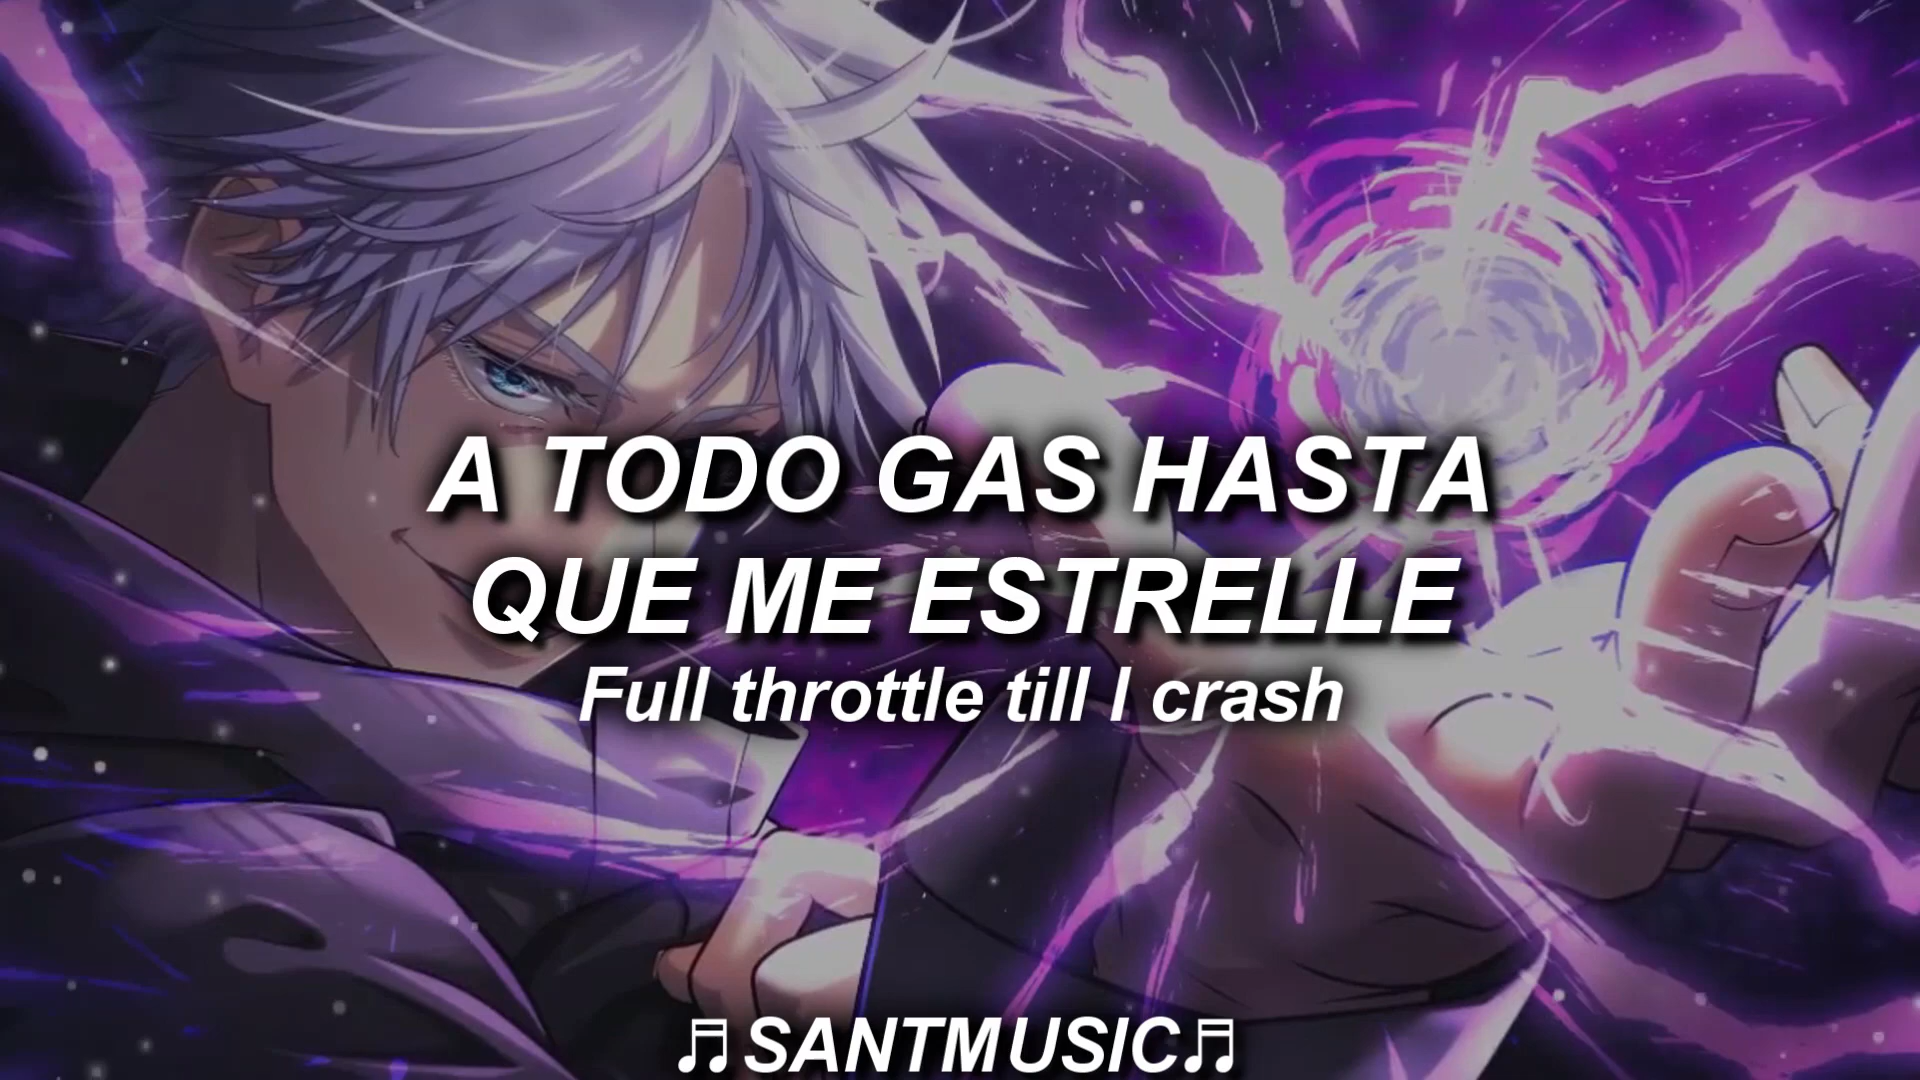 A TODO GAS HASTA
QUE ME ESTRELLE
Full throttle till I crash
♬SANTMUSIC♬